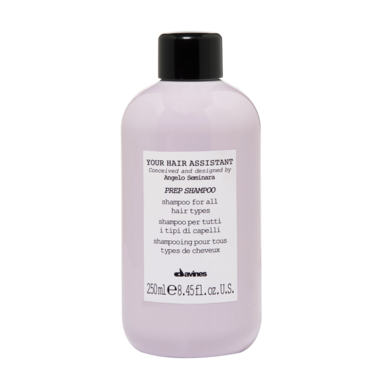 YOUR HAIR ASSISTANT
Conceived and designed by
Angelo Seminara
PREP SHAMPOO
shampoo for all
hair types
shampoo per tutti
i tipi di capelli
shampooing pour tous
types de cheveux
davines
250ml℮8.45fl.oz.U.S.